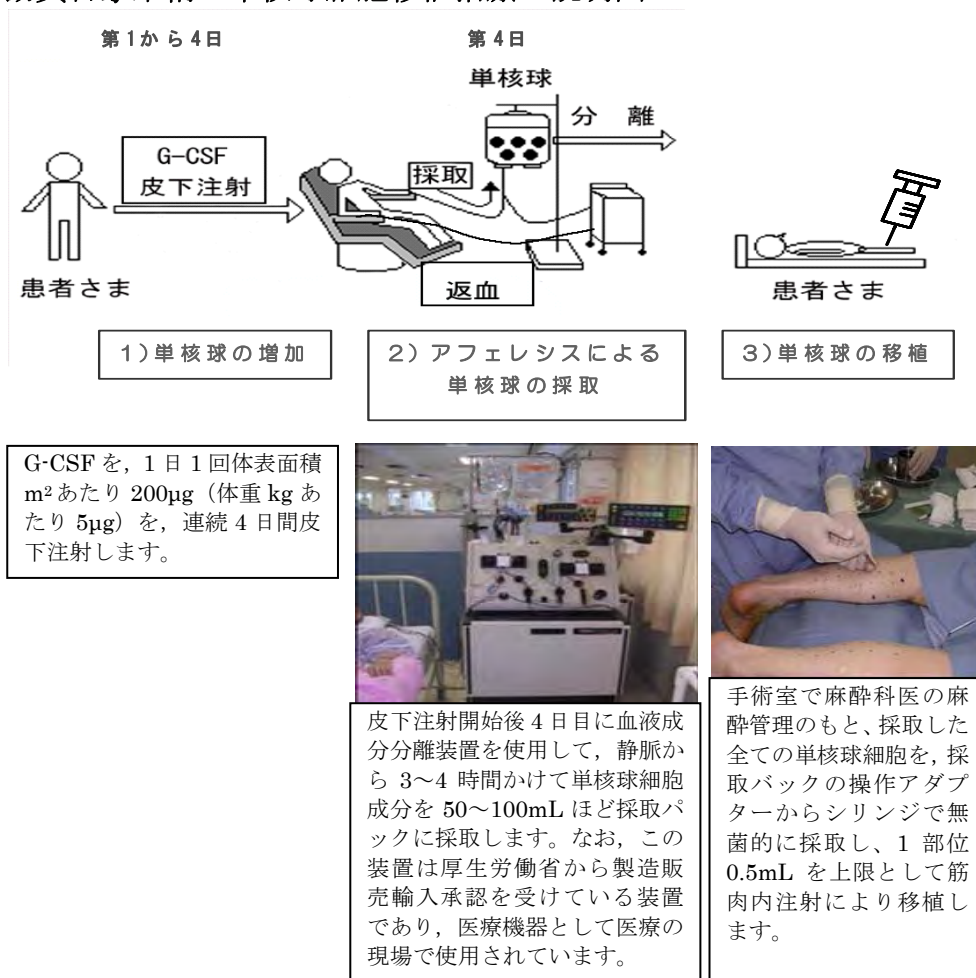 第1から4日
第4日
単核球
分 離
G-CSF
皮下注射
採取
返血
患者さま
患者さま
1)単核球の増加
2) アフェレシスによる
単核球の採取
3)単核球の移植
G-CSF を, 1 日 1 回体表面積
m²あたり 200μg(体重 kg あ
たり 5μg)を, 連続 4 日間皮
下注射します。
皮下注射開始後 4 日目に血液成
分分離装置を使用して, 静脈か
ら 3~4 時間かけて単核球細胞
成分を 50~100mL ほど採取パ
ックに採取します。なお, この
装置は厚生労働省から製造販
売輸入承認を受けている装置
であり, 医療機器として医療の
現場で使用されています。
手術室で麻酔科医の麻
酔管理のもと、採取した
全ての単核球細胞を, 採
取バックの操作アダプ
ターからシリンジで無
菌的に採取し、1 部位
0.5mL を上限として筋
肉内注射により移植し
ます。